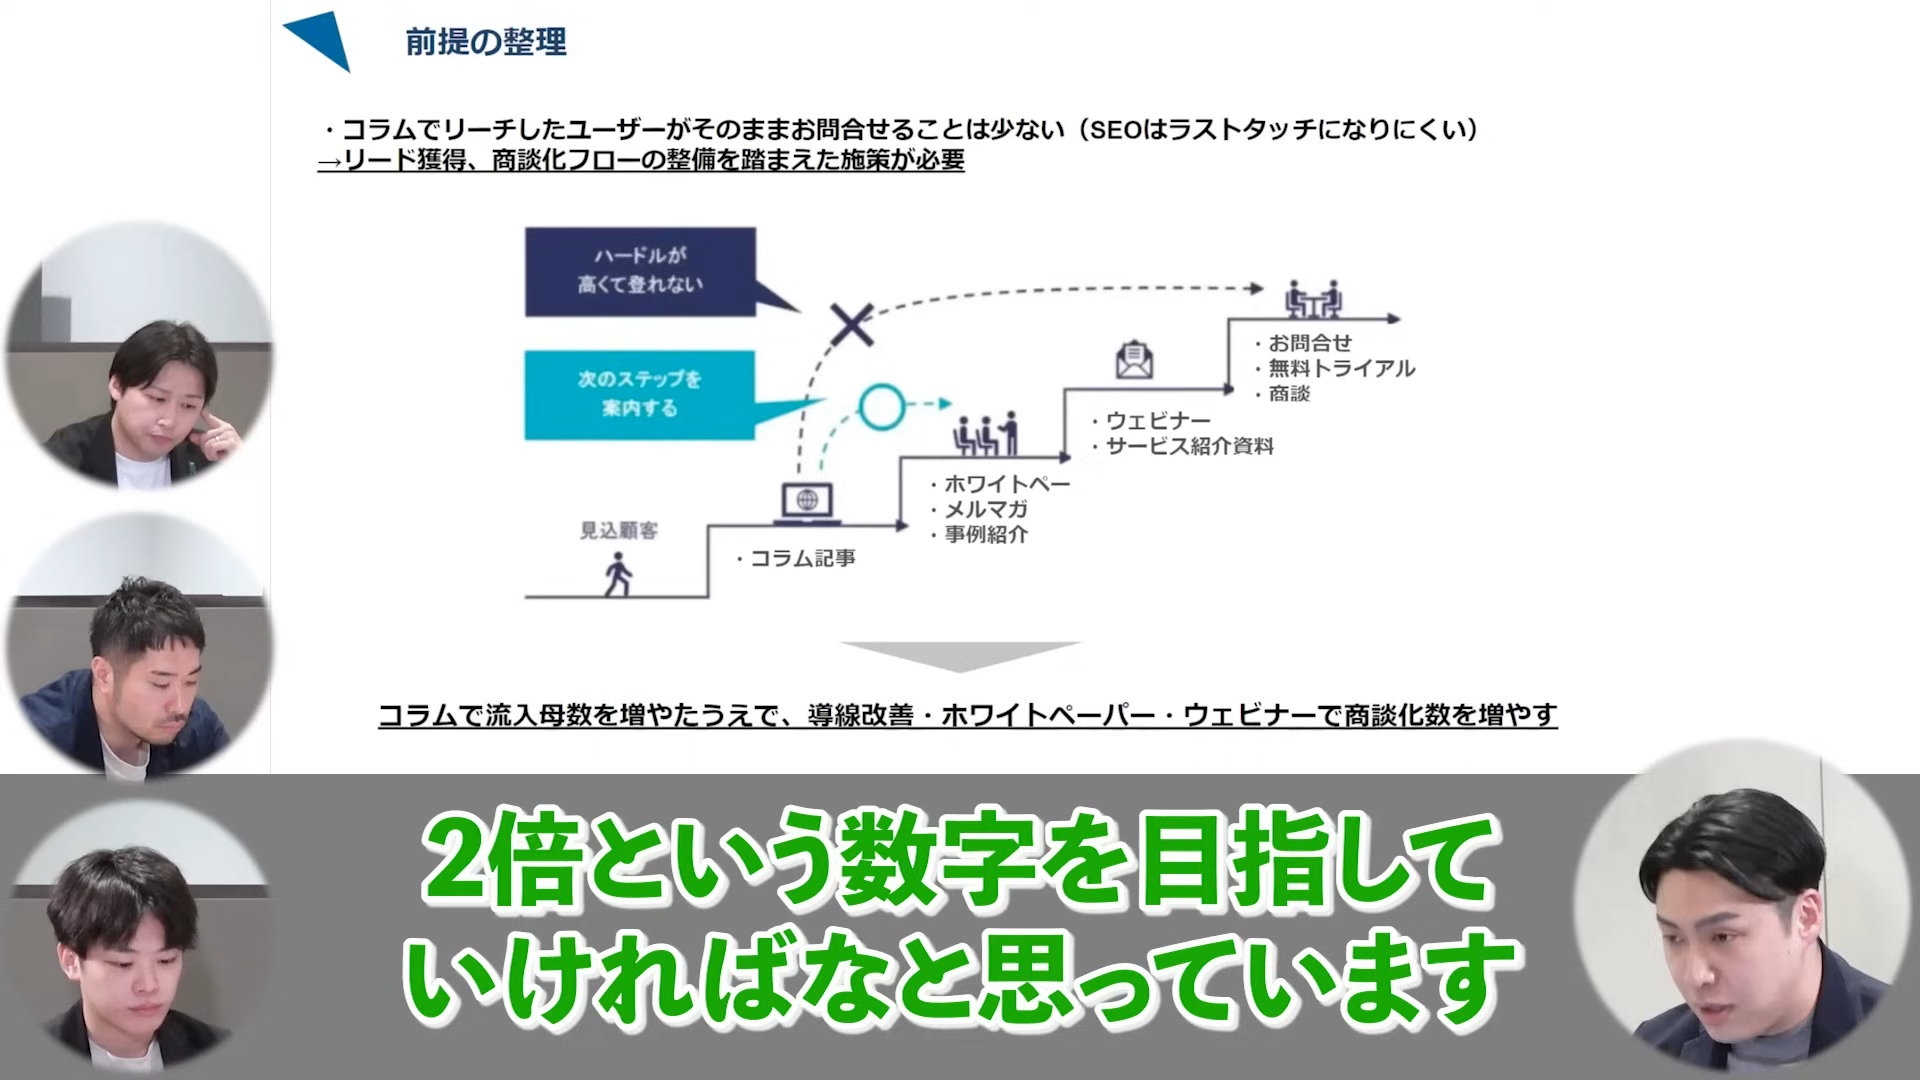 前提の整理
・コラムでリーチしたユーザーがそのままお問合せることは少ない（SEOはラストタッチになりにくい）
→リード獲得、商談化フローの整備を踏まえた施策が必要
ハードルが
高くて登れない
次のステップを
案内する
・お問合せ
・無料トライアル
・商談
・ウェビナー
・サービス紹介資料
・ホワイトペー
・メルマガ
・事例紹介
見込顧客
・コラム記事
コラムで流入母数を増やたうえで、導線改善・ホワイトペーパー・ウェビナーで商談化数を増やす
2倍という数字を目指して
いければなと思っています